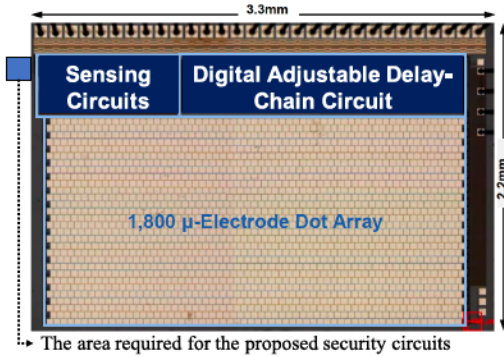 3.3mm
Sensing
Circuits
Digital Adjustable Delay-
Chain Circuit
2.2mm
1,800 μ-Electrode Dot Array
The area required for the proposed security circuits